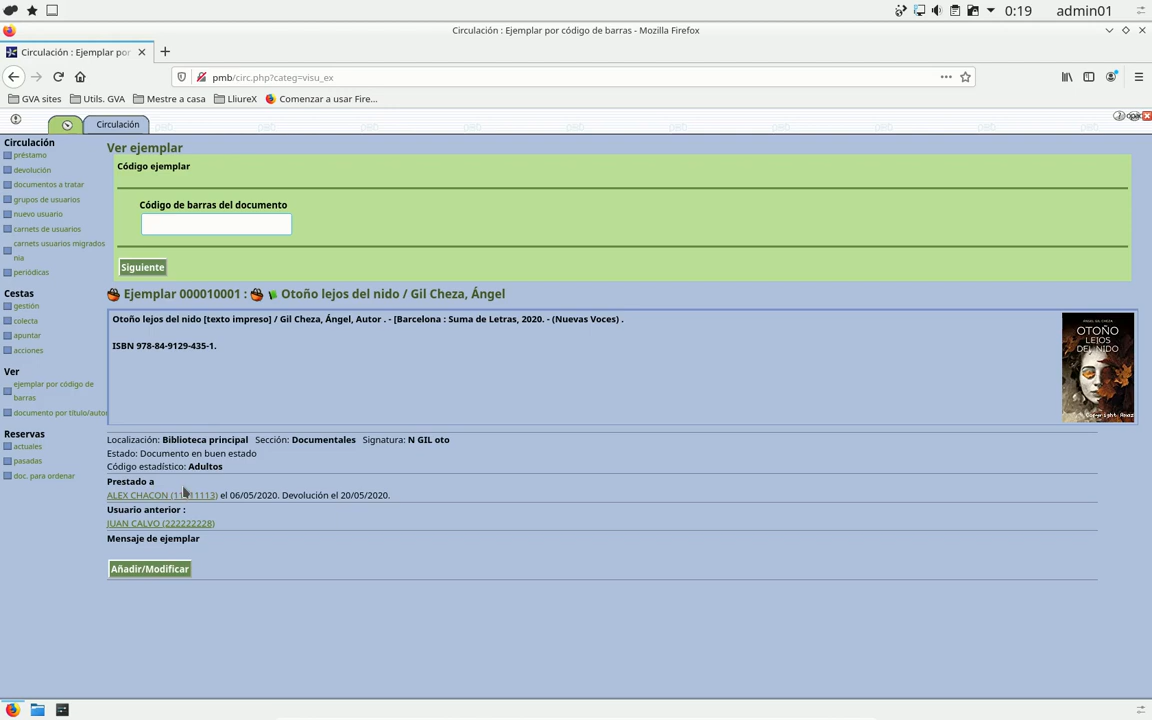 0:19
admin01
Circulación : Ejemplar por código de barras - Mozilla Firefox
Circulación : Ejemplar por
pmb/circ.php?categ=visu_ex
GVA sites
Utils. GVA
Mestre a casa
LliureX
Comenzar a usar Fire...
Circulación
Circulación
préstamo
devolución
documentos a tratar
grupos de usuarios
nuevo usuario
carnets de usuarios
carnets usuarios migrados
nia
periódicas
Cestas
gestión
colecta
apuntar
acciones
Ver
ejemplar por código de
barras
documento por titulo/autor
Reservas
actuales
pasadas
doc. para ordenar
Ver ejemplar
Código ejemplar
Código de barras del documento
Siguiente
Ejemplar 000010001 : Otoño lejos del nido / Gil Cheza, Ángel
Otoño lejos del nido [texto impreso] / Gil Cheza, Ángel, Autor . - [Barcelona : Suma de Letras, 2020. - (Nuevas Voces) .
ISBN 978-84-9129-435-1.
OTOÑO
LEJOS
DEL NIDO
Localización: Biblioteca principal Sección: Documentales Signatura: N GIL oto
Estado: Documento en buen estado
Código estadístico: Adultos
Prestado a
ALEX CHACON (11111113) el 06/05/2020. Devolución el 20/05/2020.
Usuario anterior :
JUAN CALVO (222222228)
Mensaje de ejemplar
Añadir/Modificar